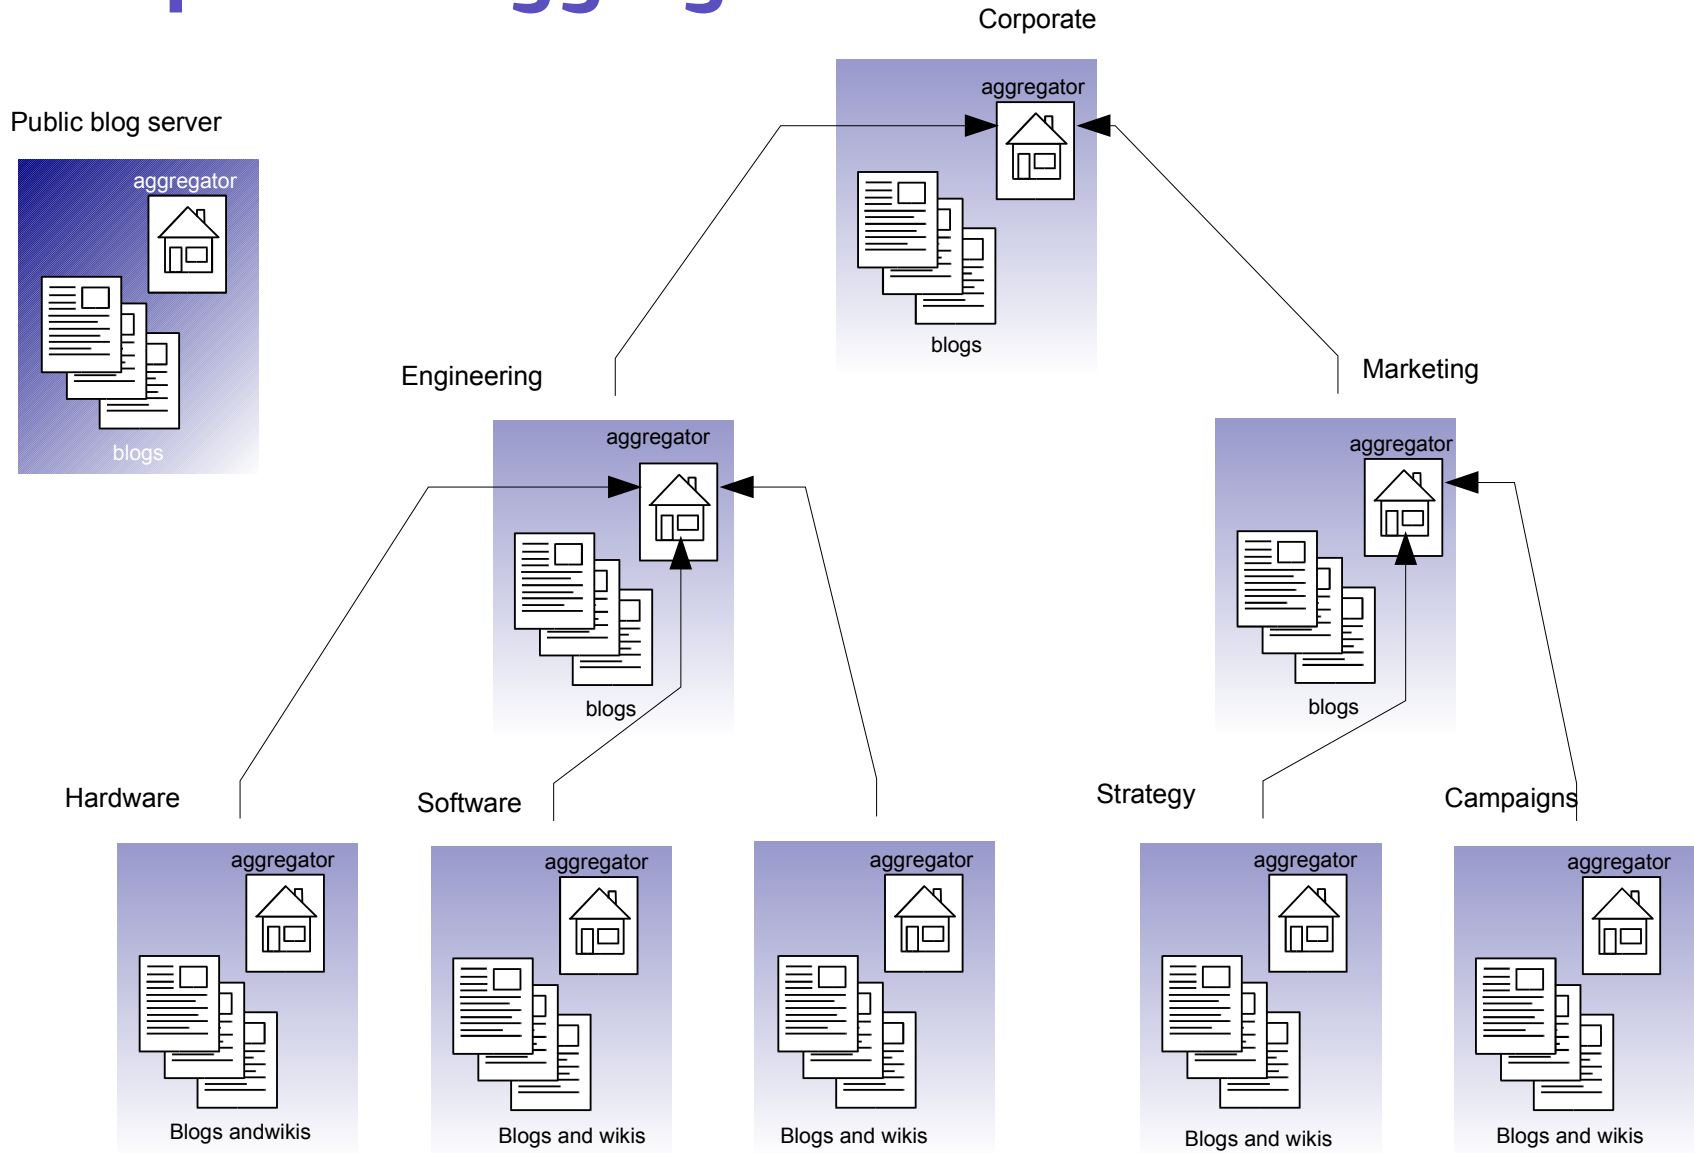 Corporate
aggregator
blogs
Public blog server
aggregator
blogs
Engineering
aggregator
blogs
Marketing
aggregator
blogs
Hardware
aggregator
Blogs andwikis
Software
aggregator
Blogs and wikis
aggregator
Blogs and wikis
Strategy
aggregator
Blogs and wikis
Campaigns
aggregator
Blogs and wikis